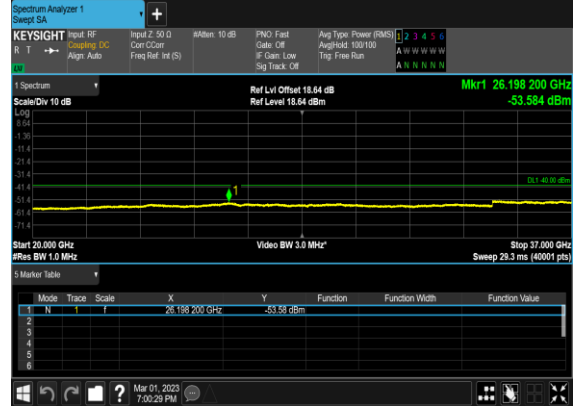 Spectrum Analyzer 1
Swept SA
+
KEYSIGHT Input: RF Input Z: 50 Ω #Atten: 10 dB PNO: Fast Avg Type: Power (RMS) 1 2 3 4 5 6
R T Coupling: DC Corr CCorr Gate: Off Avg|Hold: 100/100 A W W W W W
Align: Auto Freq Ref: Int (S) IF Gain: Low Trig: Free Run
Sig Track: Off A N N N N N
1 Spectrum
Ref Lvl Offset 18.64 dB Mkr1 26.198 200 GHz
Scale/Div 10 dB Ref Level 18.64 dBm -53.584 dBm
Log
8.64
-1.36
-11.4
-21.4
-31.4
DL1 -40.00 dBm
-41.4
1
-51.4
-61.4
-71.4
Start 20.000 GHz Video BW 3.0 MHz* Stop 37.000 GHz
#Res BW 1.0 MHz Sweep 29.3 ms (40001 pts)
5 Marker Table
Mode Trace Scale X Y Function Function Width Function Value
1 N 1 f 26.198 200 GHz -53.58 dBm
2
3
4
5
6
? Mar 01, 2023
7:00:29 PM